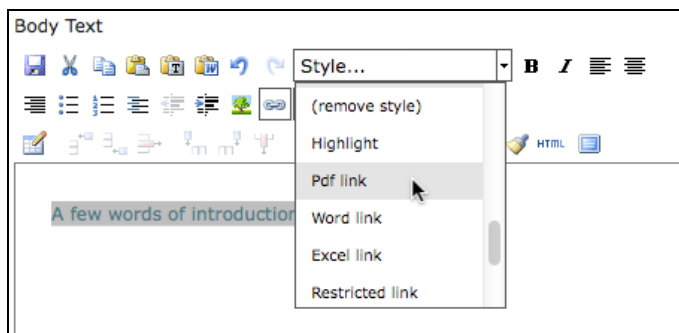 Body Text
Style...
B I
(remove style)
Highlight
HTML
Pdf link
A few words of introduction
Word link
Excel link
Restricted link